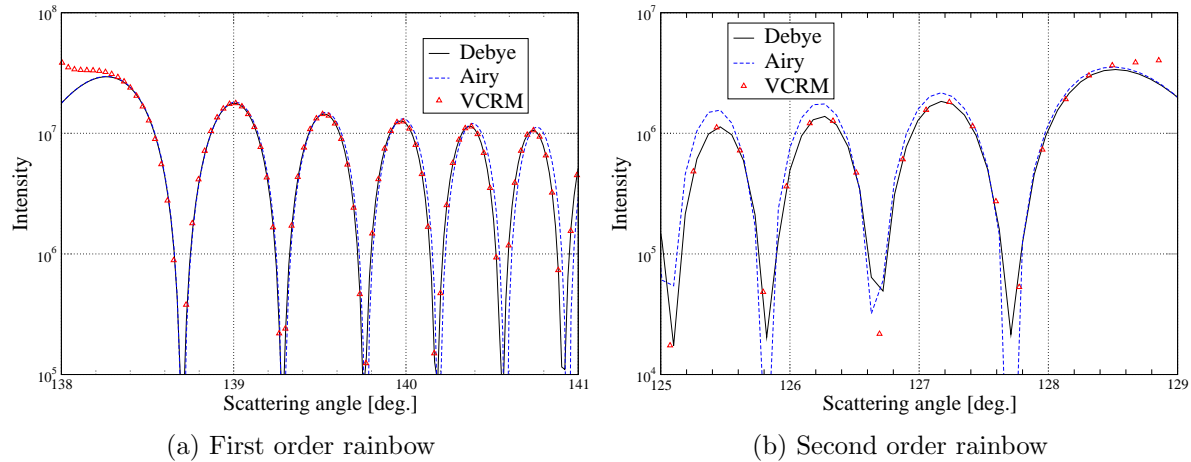 10^8
10^7
10^6
10^5
Intensity
138
139
140
141
Scattering angle [deg.]
Debye
Airy
VCRM
(a) First order rainbow
10^7
10^6
10^5
10^4
Intensity
125
126
127
128
129
Scattering angle [deg.]
Debye
Airy
VCRM
(b) Second order rainbow